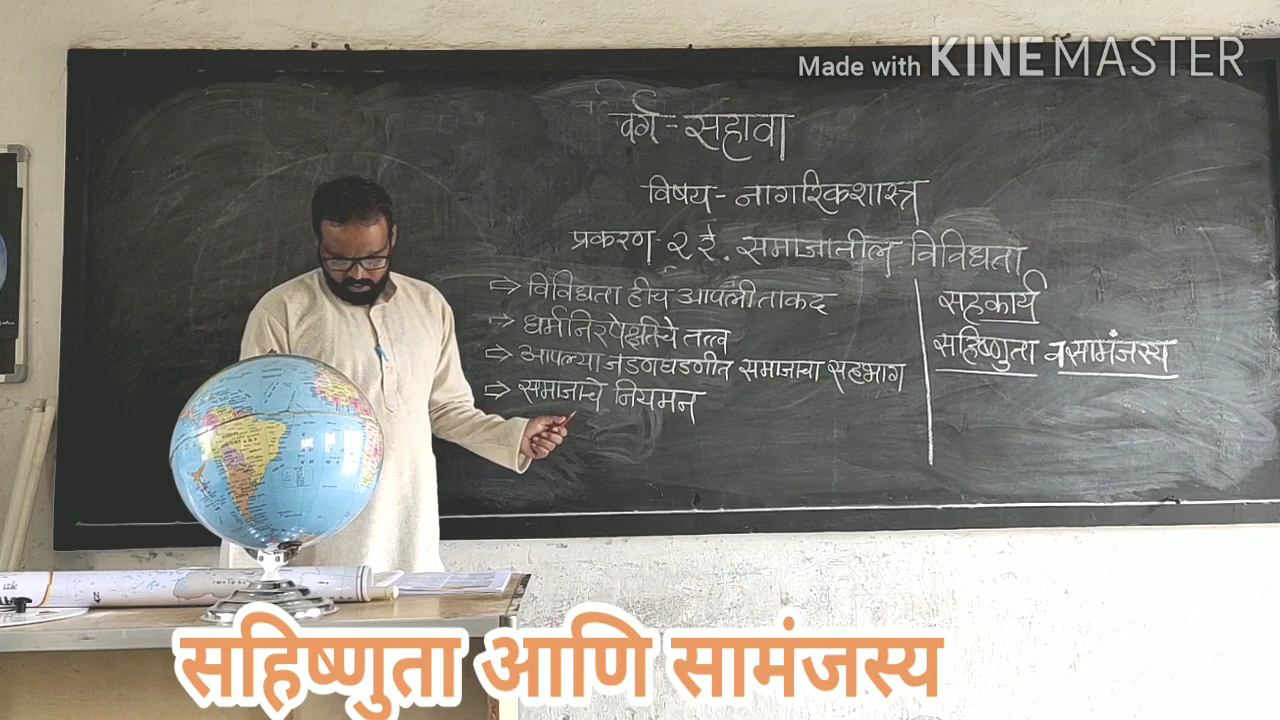 Made with KINEMASTER
वर्ग - सहावा
विषय - नागरिकशास्त्र
प्रकरण - २ रे. समाजातील विविधता
⇒ विविधता हीच आपली ताकद
⇒ धर्मनिरपेक्षतेचे तत्त्व
⇒ आपल्या जडणघडणीत समाजाचा सहभाग
⇒ समाजाचे नियमन
सहकार्य
सहिष्णुता व सामंजस्य
सहिष्णुता आणि सामंजस्य